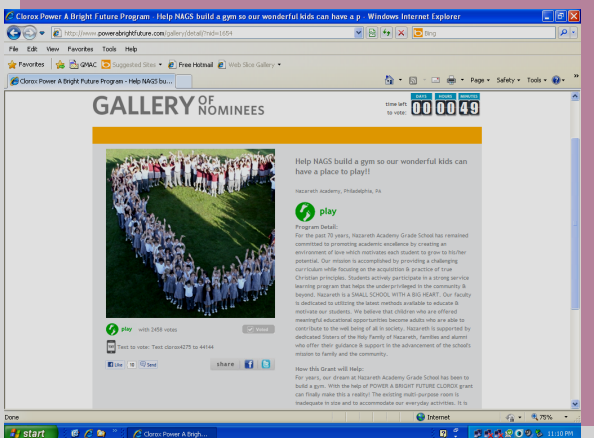 Clorox Power A Bright Future Program - Help NAGS build a gym so our wonderful kids can have a p - Windows Internet Explorer
http://www.powerabrightfuture.com/gallery/detail?nid=1654
Bing
File Edit View Favorites Tools Help
Favorites GMAC Suggested Sites Free Hotmail Web Slice Gallery
Clorox Power A Bright Future Program - Help NAGS bu...
Page Safety Tools
GALLERY OF NOMINEES
time left to vote:
DAYS HOURS MINUTES
00 00 49
Help NAGS build a gym so our wonderful kids can
have a place to play!!
Nazareth Academy, Philadelphia, PA
play
Program Detail:
For the past 70 years, Nazareth Academy Grade School has remained
committed to promoting academic excellence by creating an
environment of love which motivates each student to grow to his/her
potential. Our mission is accomplished by providing a challenging
curriculum while focusing on the acquisition & practice of true
Christian principles. Students actively participate in a strong service
learning program that helps the underprivileged in the community &
beyond. Nazareth is a SMALL SCHOOL WITH A BIG HEART. Our faculty
is dedicated to utilizing the latest methods available to educate &
motivate our students. We believe that children who are offered
meaningful educational opportunities become adults who are able to
contribute to the well being of all in society. Nazareth is supported by
dedicated Sisters of the Holy Family of Nazareth, families and alumni
who offer their guidance & support in the advancement of the school's
mission to family and the community.
How this Grant will Help:
For years, our dream at Nazareth Academy Grade School has been to
build a gym. With the help of POWER A BRIGHT FUTURE CLOROX grant
can finally make this a reality! The existing multi-purpose room is
inadequate in size and to accommodate our everyday activities. It is
play with 2458 votes
Voted
Text to vote: Text clorox4275 to 44144
Like 10 Send
share
Done
Internet
75%
start
Clorox Power A Brigh...
11:10 PM